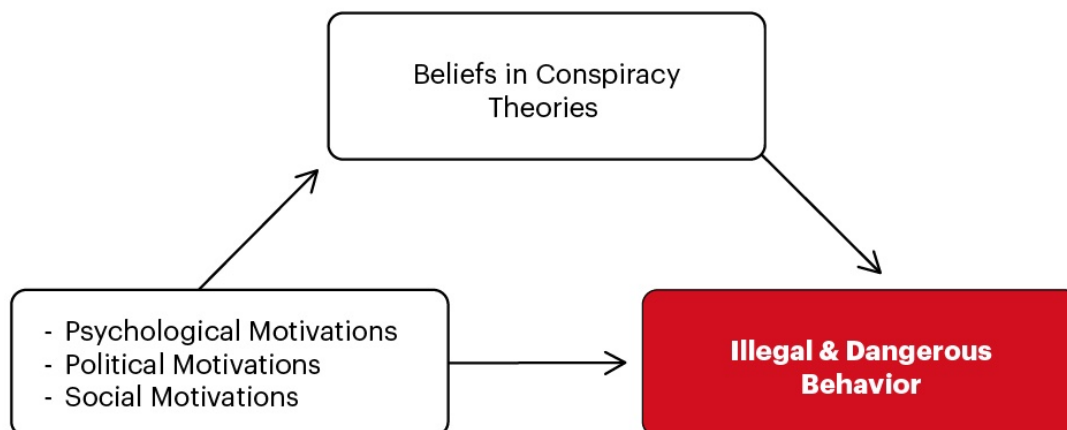 Beliefs in Conspiracy
Theories
- Psychological Motivations
- Political Motivations
- Social Motivations
Illegal & Dangerous
Behavior